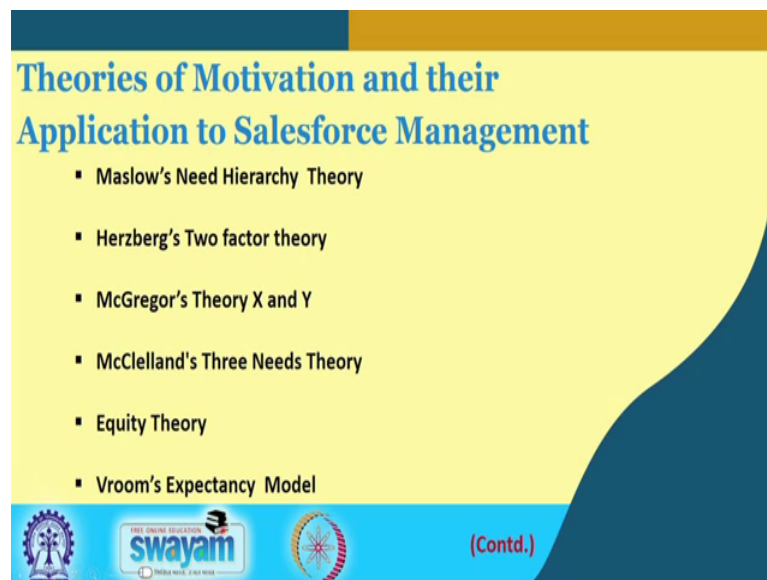 Theories of Motivation and their
Application to Salesforce Management
▪ Maslow's Need Hierarchy Theory
▪ Herzberg's Two factor theory
▪ McGregor's Theory X and Y
▪ McClelland's Three Needs Theory
▪ Equity Theory
▪ Vroom's Expectancy Model
FREE ONLINE EDUCATION
swayam
(Contd.)